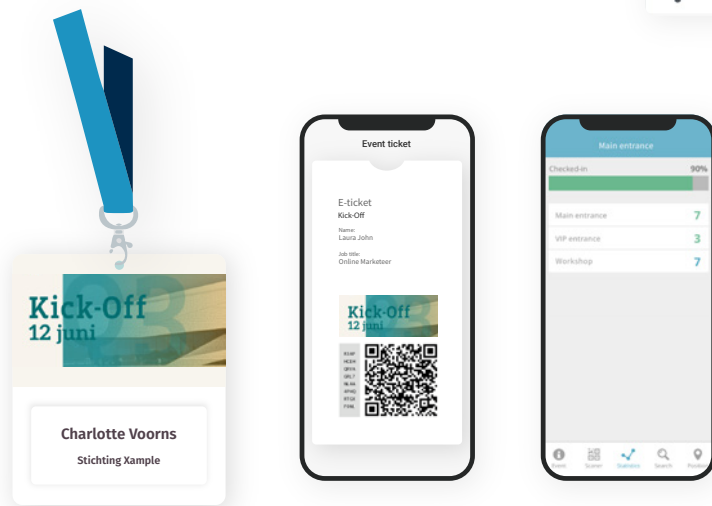 Kick-Off
12 juni
Charlotte Voorns
Stichting Xample
Event ticket
E-ticket
Kick-Off
Name:
Laura John
Job title:
Online Marketeer
Kick-Off
12 juni
Main entrance
Checked-in 90%
Main entrance 7
VIP entrance 3
Workshop 7
Event Scanner Statistics Search Position